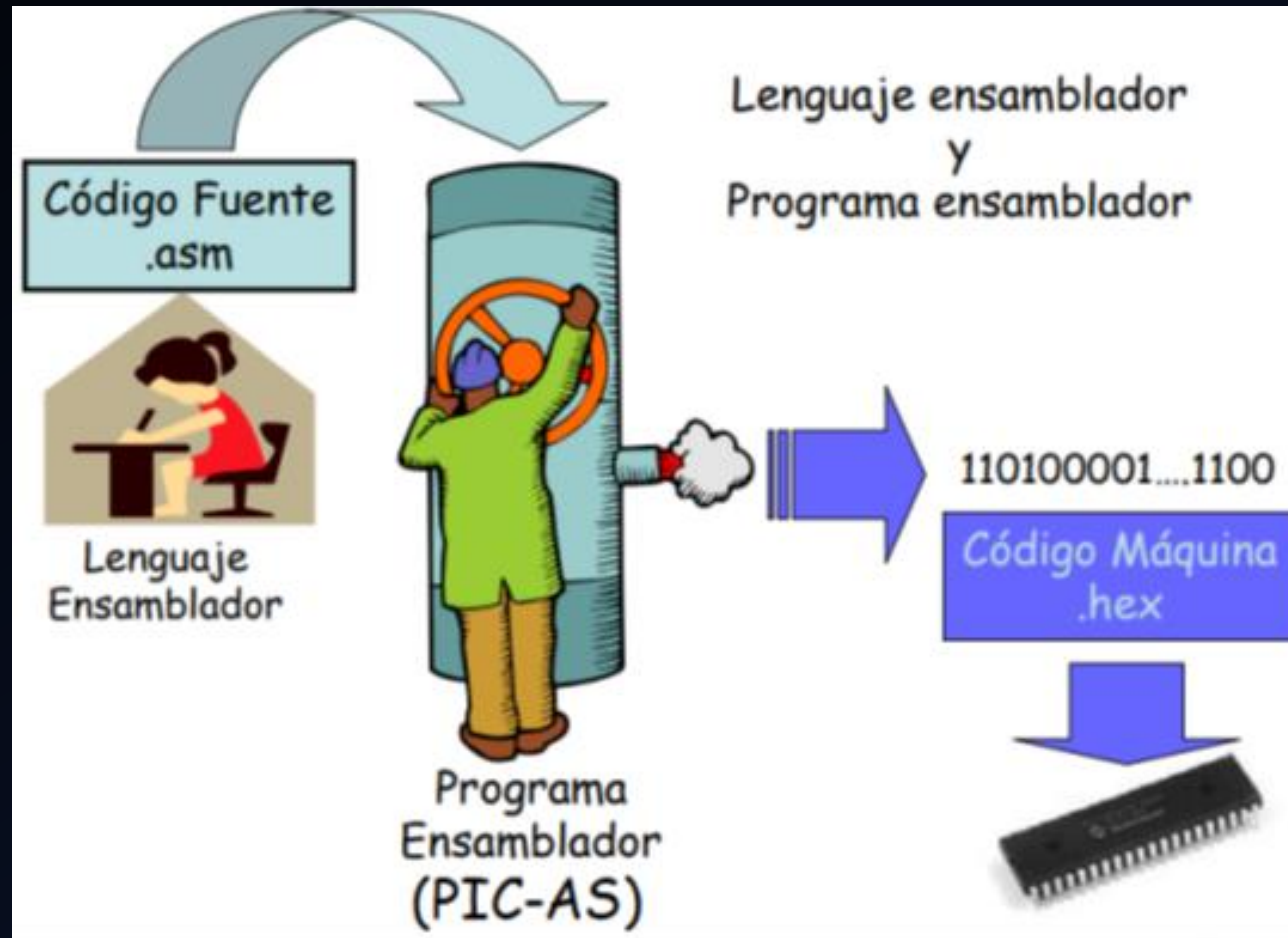 Lenguaje ensamblador
y
Programa ensamblador
Código Fuente
.asm
Lenguaje
Ensamblador
Programa
Ensamblador
(PIC-AS)
110100001....1100
Código Máquina
.hex